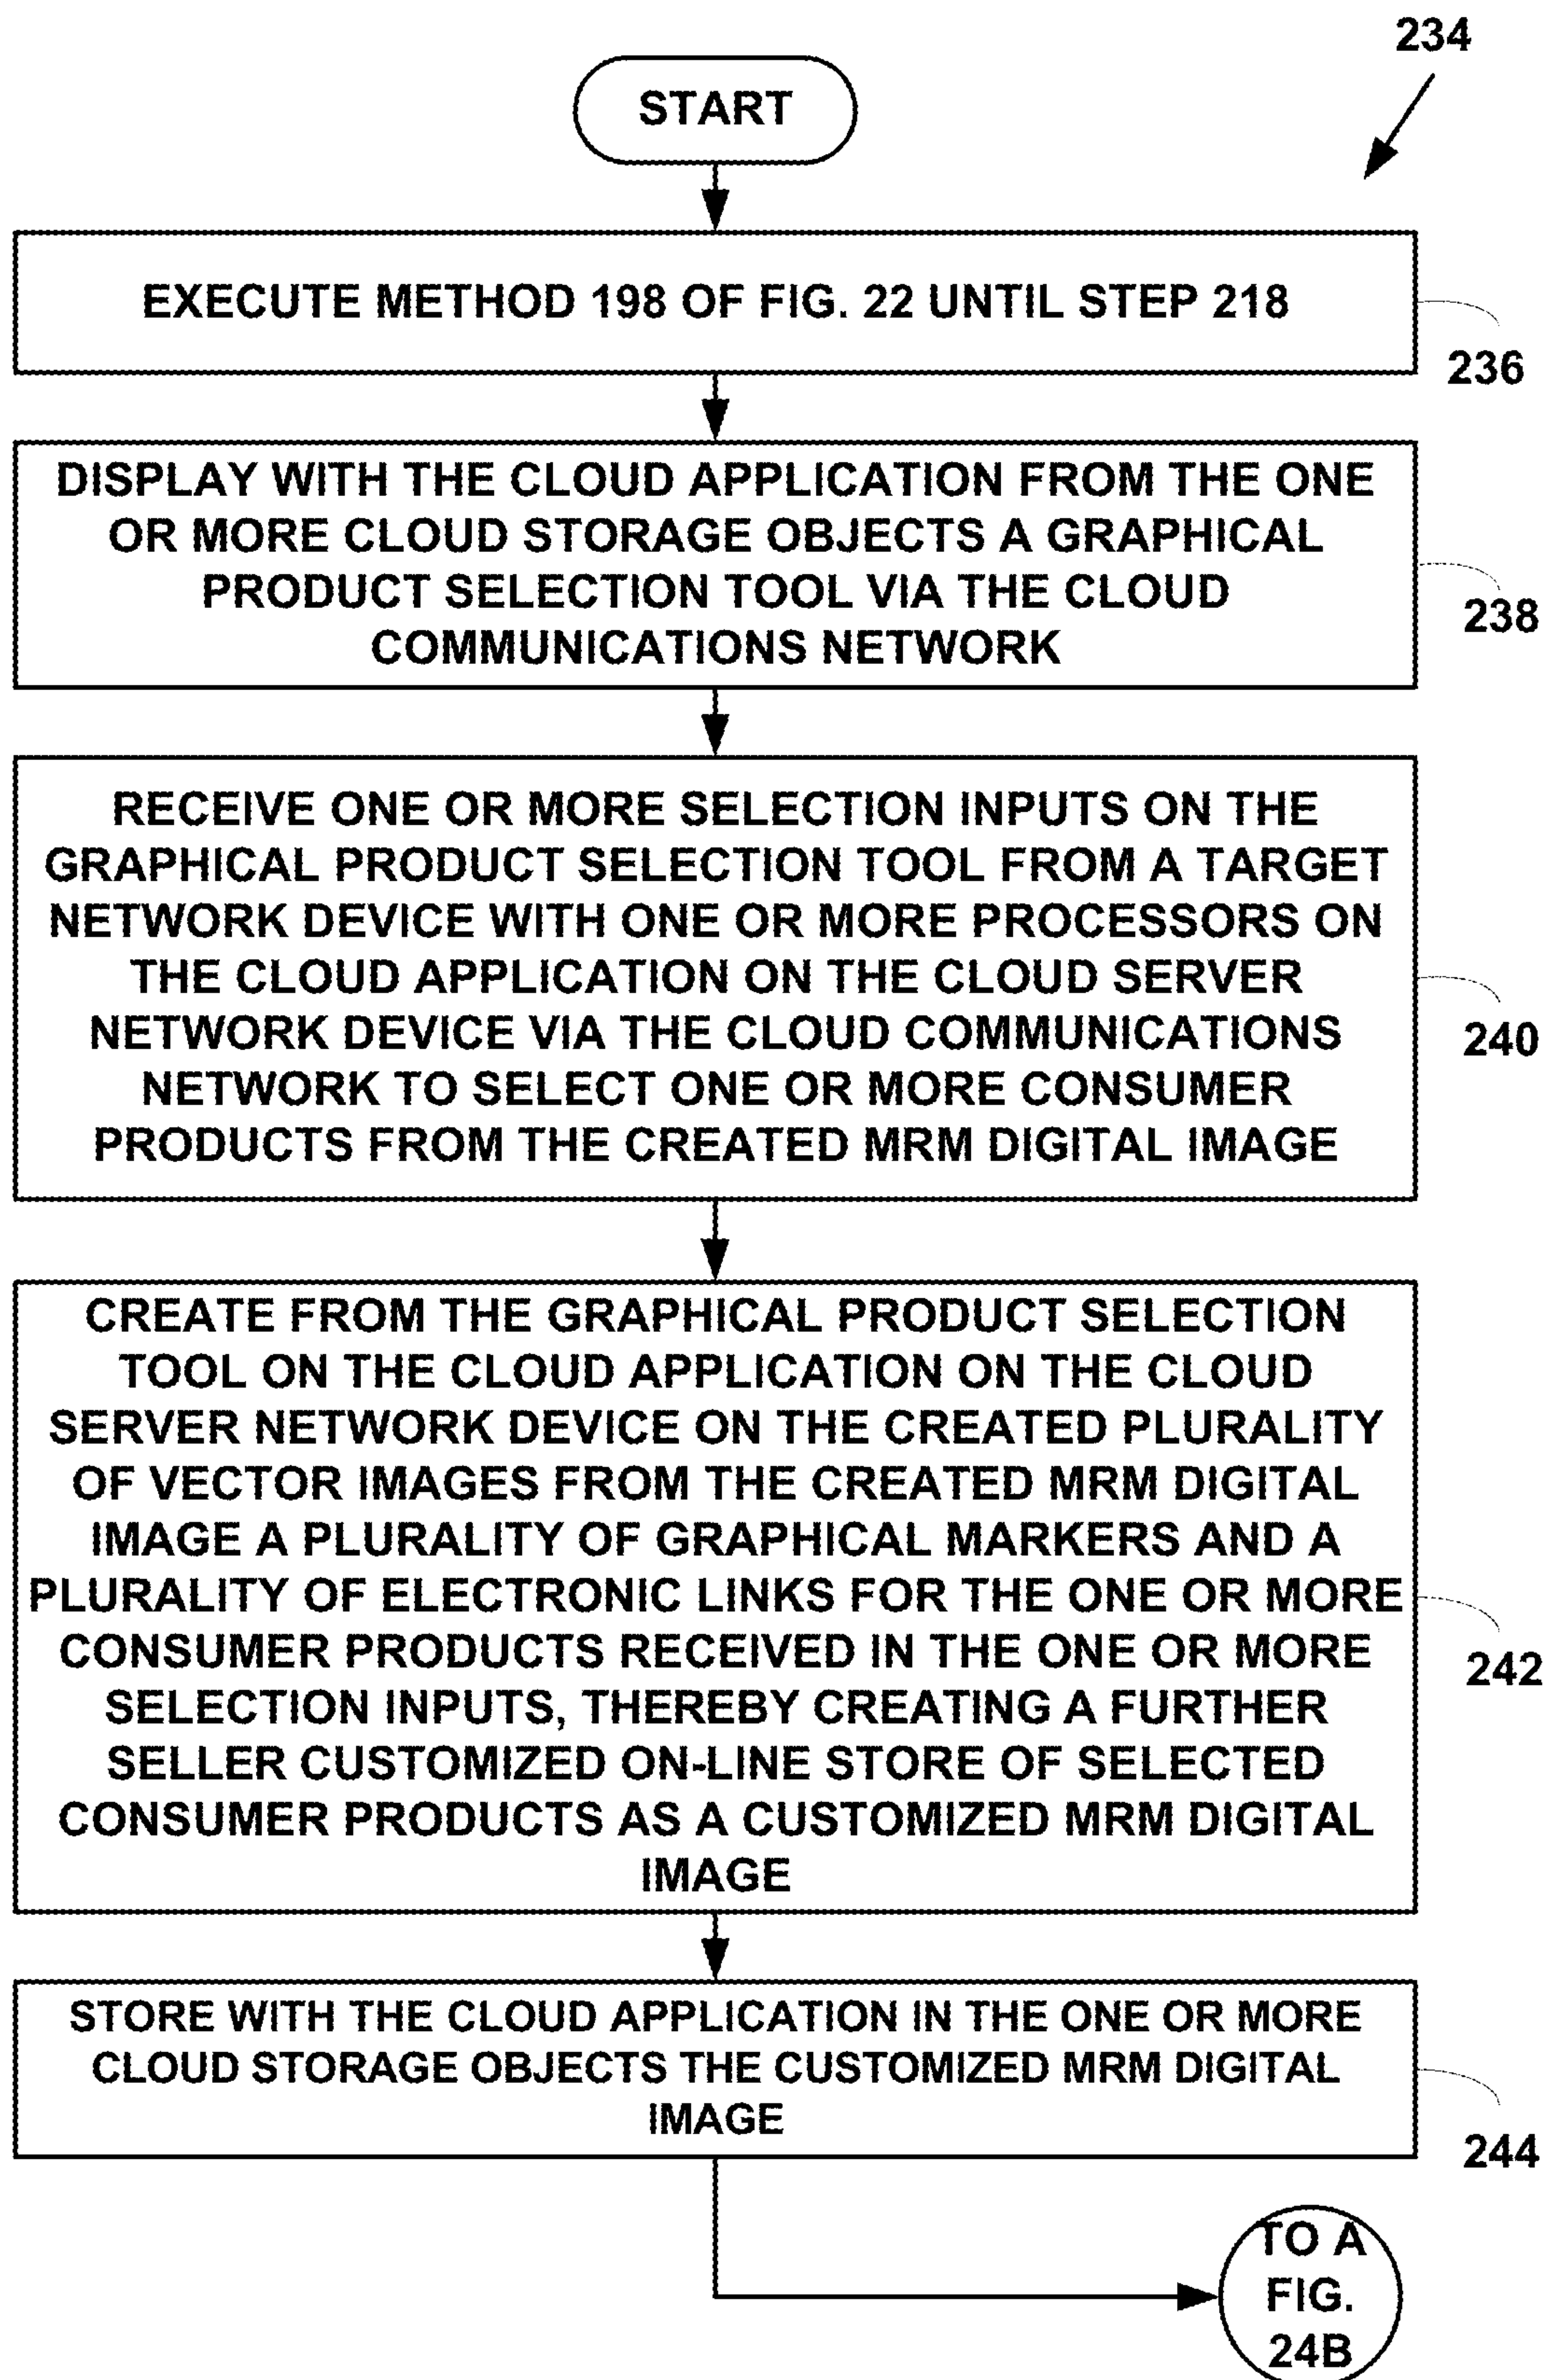 234
START
EXECUTE METHOD 198 OF FIG. 22 UNTIL STEP 218
236
DISPLAY WITH THE CLOUD APPLICATION FROM THE ONE
OR MORE CLOUD STORAGE OBJECTS A GRAPHICAL
PRODUCT SELECTION TOOL VIA THE CLOUD
COMMUNICATIONS NETWORK
238
RECEIVE ONE OR MORE SELECTION INPUTS ON THE
GRAPHICAL PRODUCT SELECTION TOOL FROM A TARGET
NETWORK DEVICE WITH ONE OR MORE PROCESSORS ON
THE CLOUD APPLICATION ON THE CLOUD SERVER
NETWORK DEVICE VIA THE CLOUD COMMUNICATIONS
NETWORK TO SELECT ONE OR MORE CONSUMER
PRODUCTS FROM THE CREATED MRM DIGITAL IMAGE
240
CREATE FROM THE GRAPHICAL PRODUCT SELECTION
TOOL ON THE CLOUD APPLICATION ON THE CLOUD
SERVER NETWORK DEVICE ON THE CREATED PLURALITY
OF VECTOR IMAGES FROM THE CREATED MRM DIGITAL
IMAGE A PLURALITY OF GRAPHICAL MARKERS AND A
PLURALITY OF ELECTRONIC LINKS FOR THE ONE OR MORE
CONSUMER PRODUCTS RECEIVED IN THE ONE OR MORE
SELECTION INPUTS, THEREBY CREATING A FURTHER
SELLER CUSTOMIZED ON-LINE STORE OF SELECTED
CONSUMER PRODUCTS AS A CUSTOMIZED MRM DIGITAL
IMAGE
242
STORE WITH THE CLOUD APPLICATION IN THE ONE OR MORE
CLOUD STORAGE OBJECTS THE CUSTOMIZED MRM DIGITAL
IMAGE
244
TO A
FIG.
24B